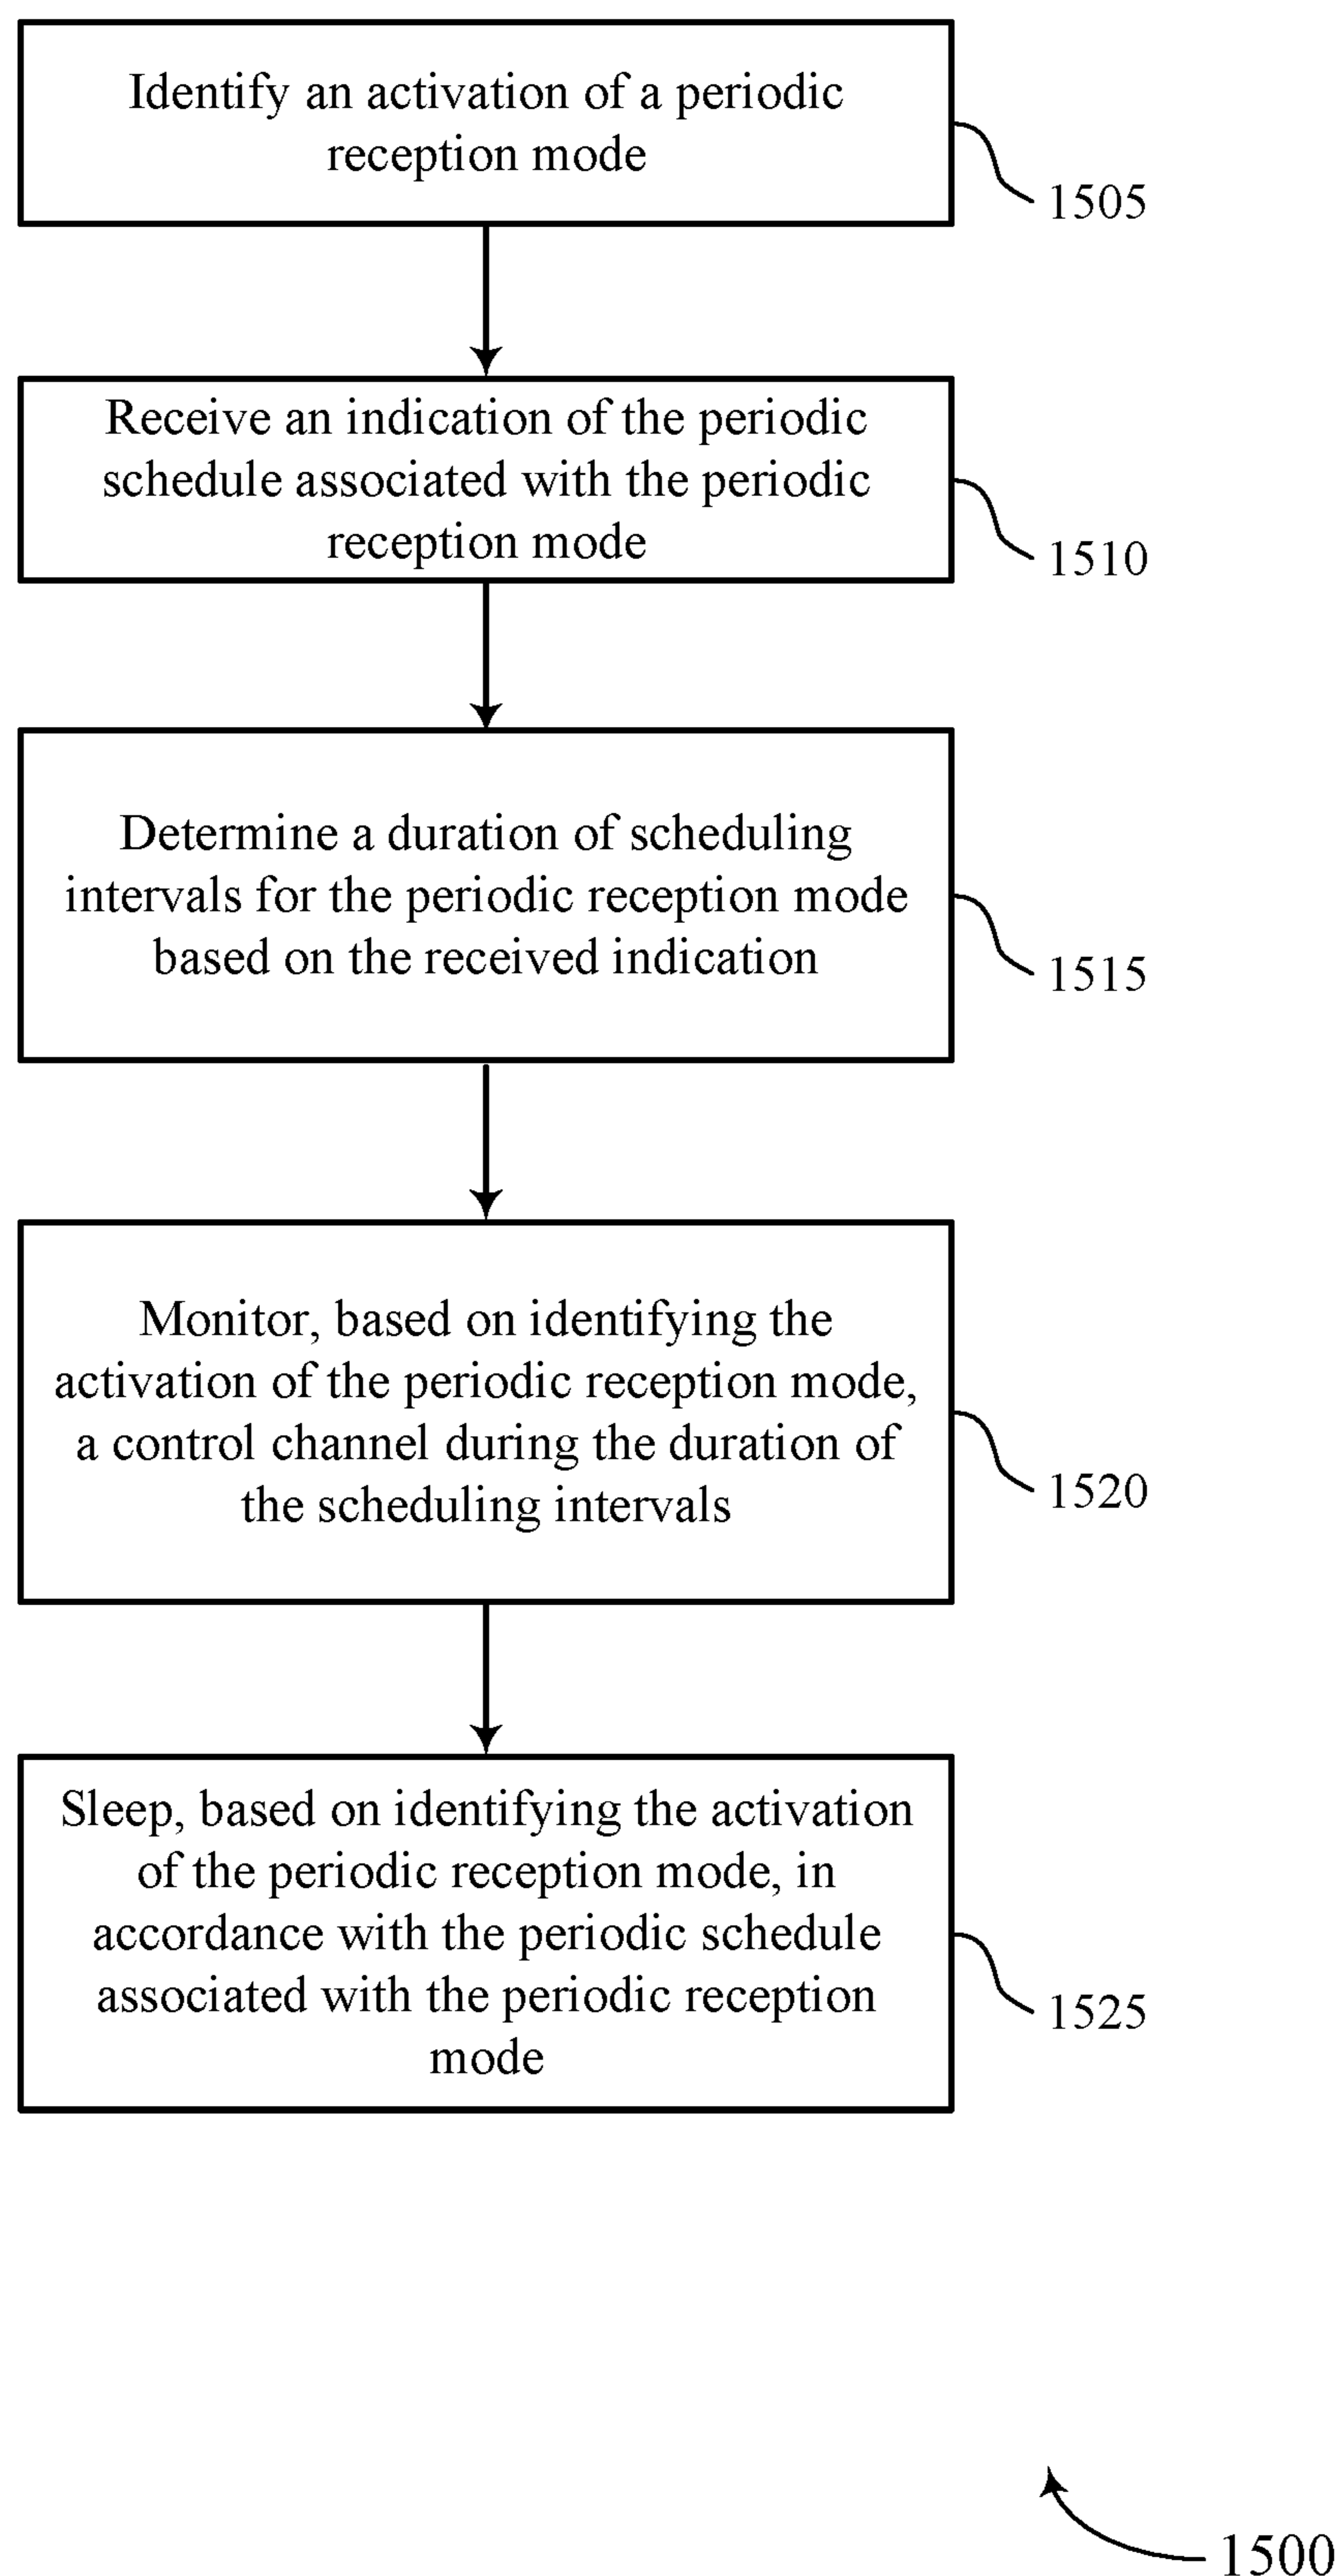 Identify an activation of a periodic
reception mode
1505
Receive an indication of the periodic
schedule associated with the periodic
reception mode
1510
Determine a duration of scheduling
intervals for the periodic reception mode
based on the received indication
1515
Monitor, based on identifying the
activation of the periodic reception mode,
a control channel during the duration of
the scheduling intervals
1520
Sleep, based on identifying the activation
of the periodic reception mode, in
accordance with the periodic schedule
associated with the periodic reception
mode
1525
1500